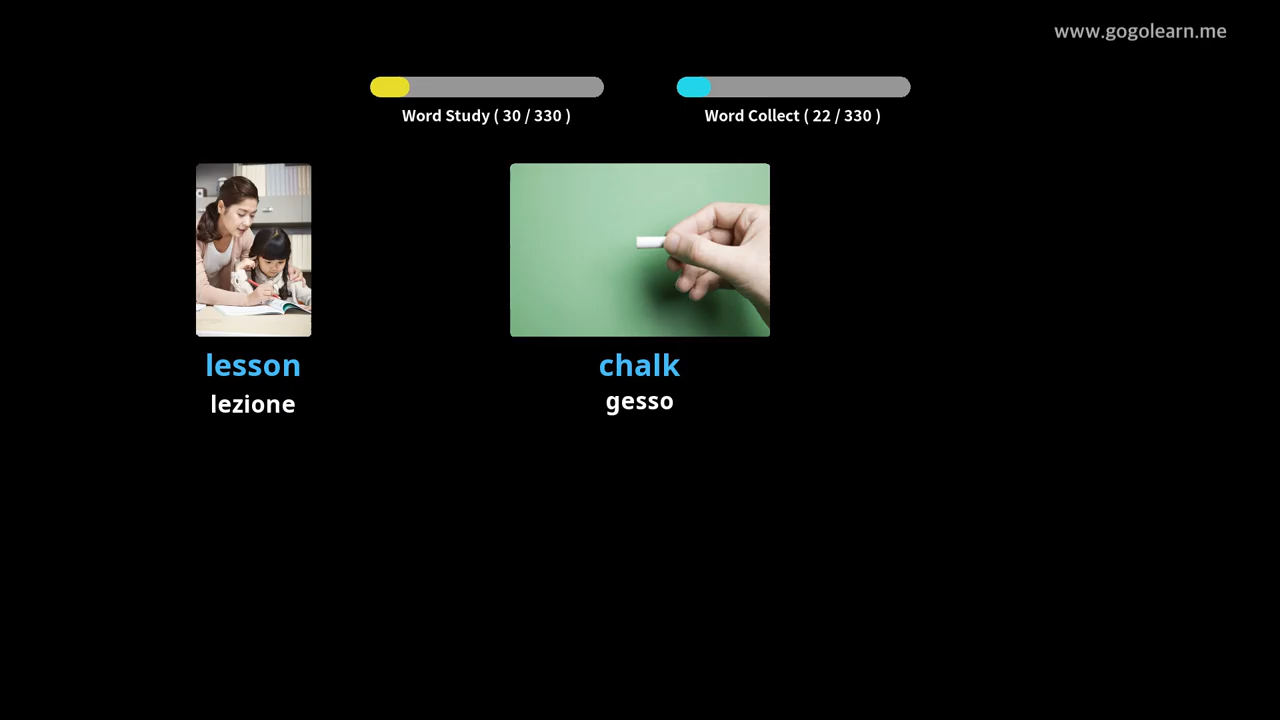 www.gogolearn.me
Word Study ( 30 / 330 )
Word Collect ( 22 / 330 )
lesson
lezione
chalk
gesso